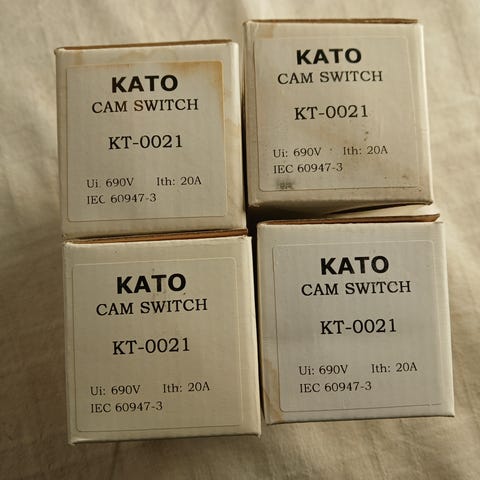 KATO
CAM SWITCH
KT-0021
Ui: 690V Ith: 20A
IEC 60947-3
KATO
CAM SWITCH
KT-0021
Ui: 690V Ith: 20A
IEC 60947-3
KATO
CAM SWITCH
KT-0021
Ui: 690V Ith: 20A
IEC 60947-3
KATO
CAM SWITCH
KT-0021
Ui: 690V Ith: 20A
IEC 60947-3